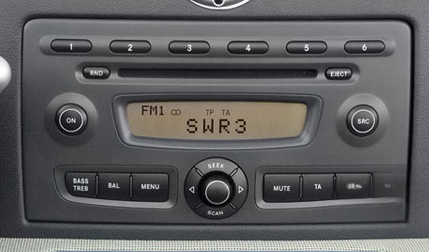 1 2 3 4 5 6
RND EJECT
FM1 TP TA
SWR3
ON SRC
SEEK
BASS TREB BAL MENU MUTE TA
SCAN